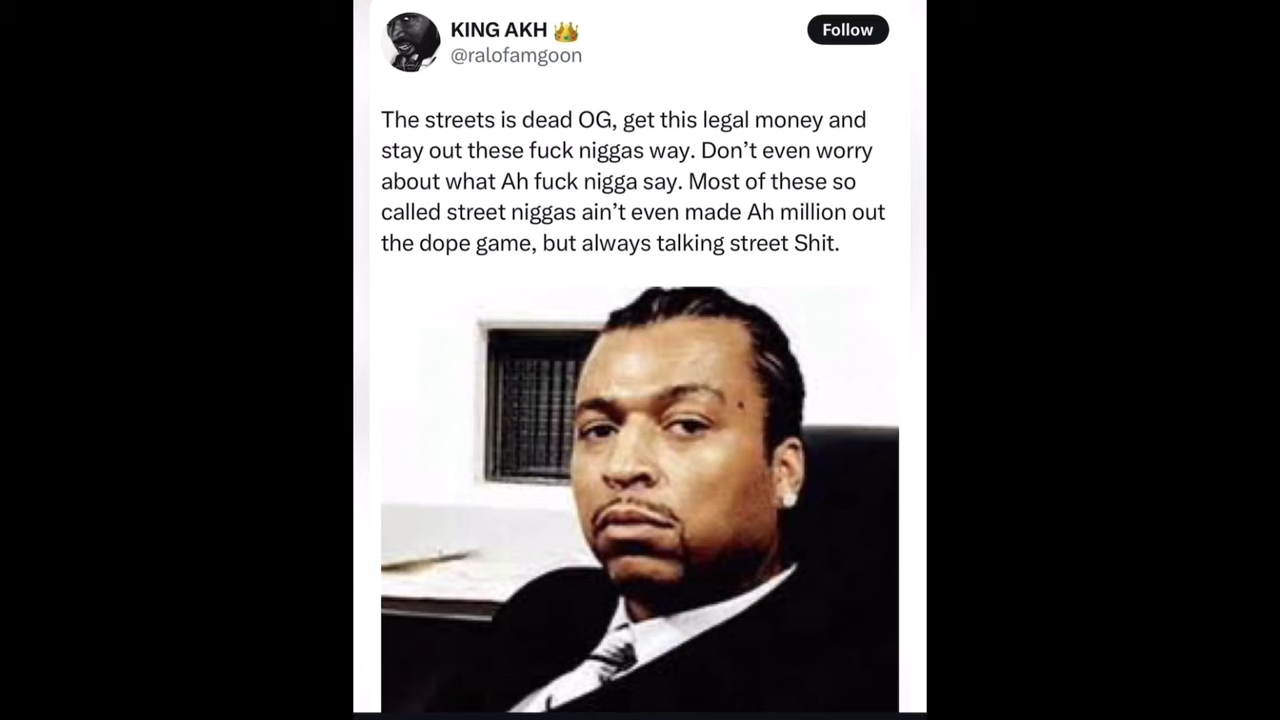 KING AKH 👑
Follow
@ralofamgoon
The streets is dead OG, get this legal money and
stay out these fuck niggas way. Don’t even worry
about what Ah fuck nigga say. Most of these so
called street niggas ain’t even made Ah million out
the dope game, but always talking street Shit.